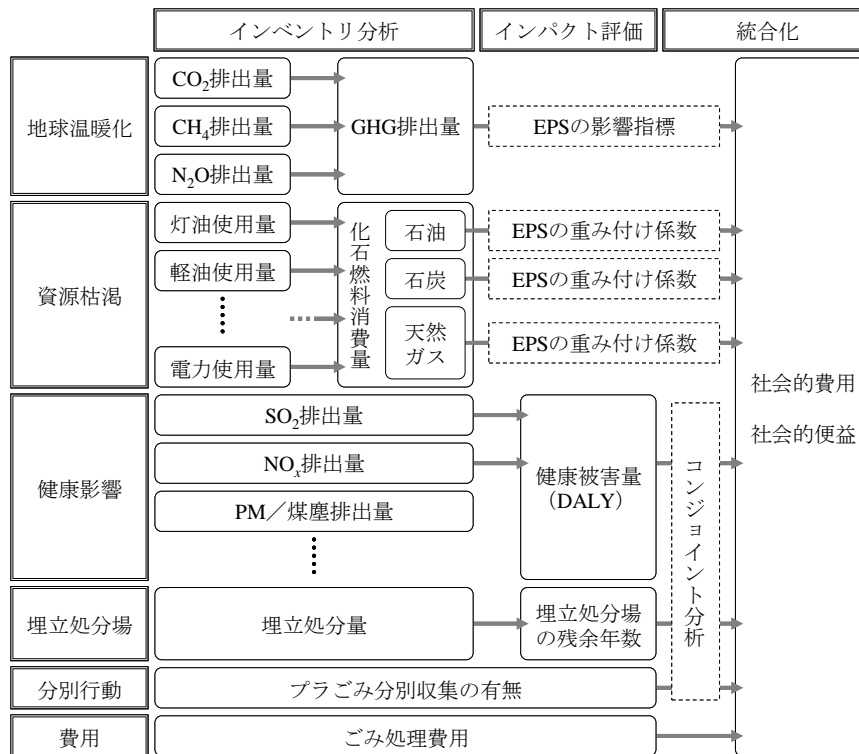 インベントリ分析
インパクト評価
統合化
地球温暖化
CO2排出量
CH4排出量
N2O排出量
GHG排出量
EPSの影響指標
資源枯渇
灯油使用量
軽油使用量
電力使用量
化石燃料消費量
石油
石炭
天然
ガス
EPSの重み付け係数
EPSの重み付け係数
EPSの重み付け係数
健康影響
SO2排出量
NOx排出量
PM／煤塵排出量
健康被害量
（DALY）
コンジョイント分析
社会的費用
社会的便益
埋立処分場
埋立処分量
埋立処分場
の残余年数
分別行動
プラごみ分別収集の有無
費用
ごみ処理費用